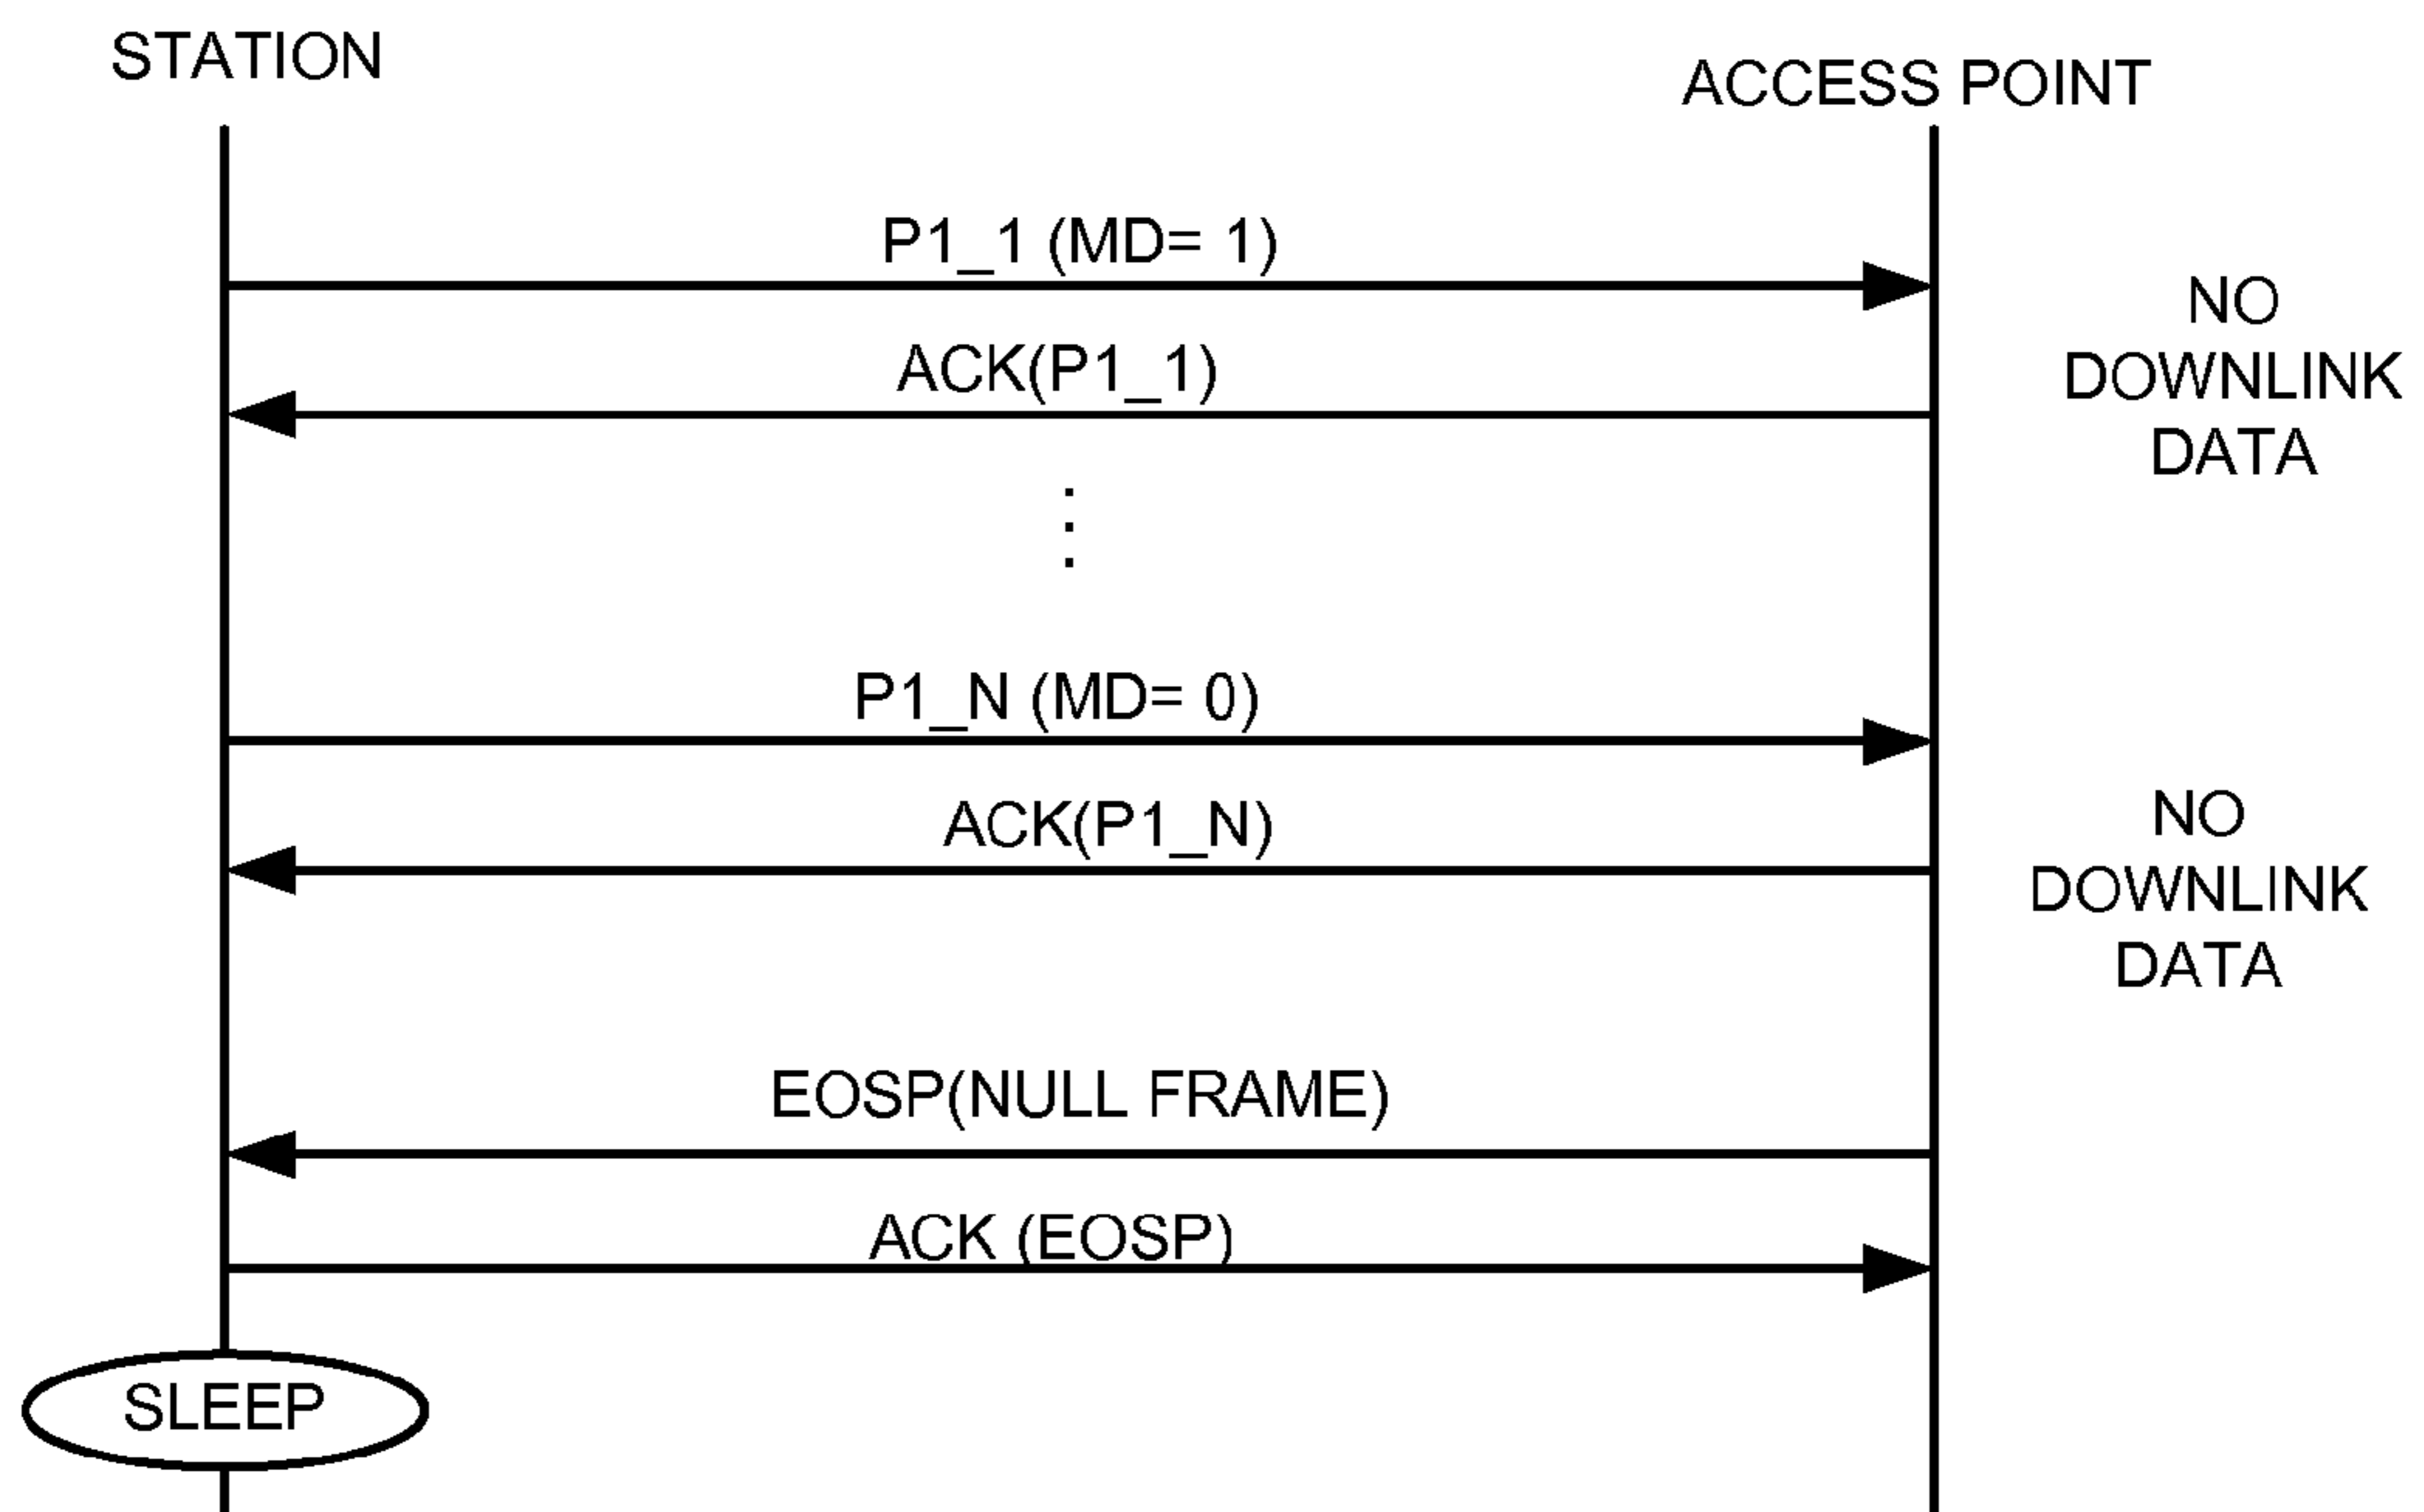 STATION
ACCESS POINT
P1_1 (MD= 1)
NO
DOWNLINK
DATA
ACK(P1_1)
P1_N (MD= 0)
ACK(P1_N)
NO
DOWNLINK
DATA
EOSP(NULL FRAME)
ACK (EOSP)
SLEEP